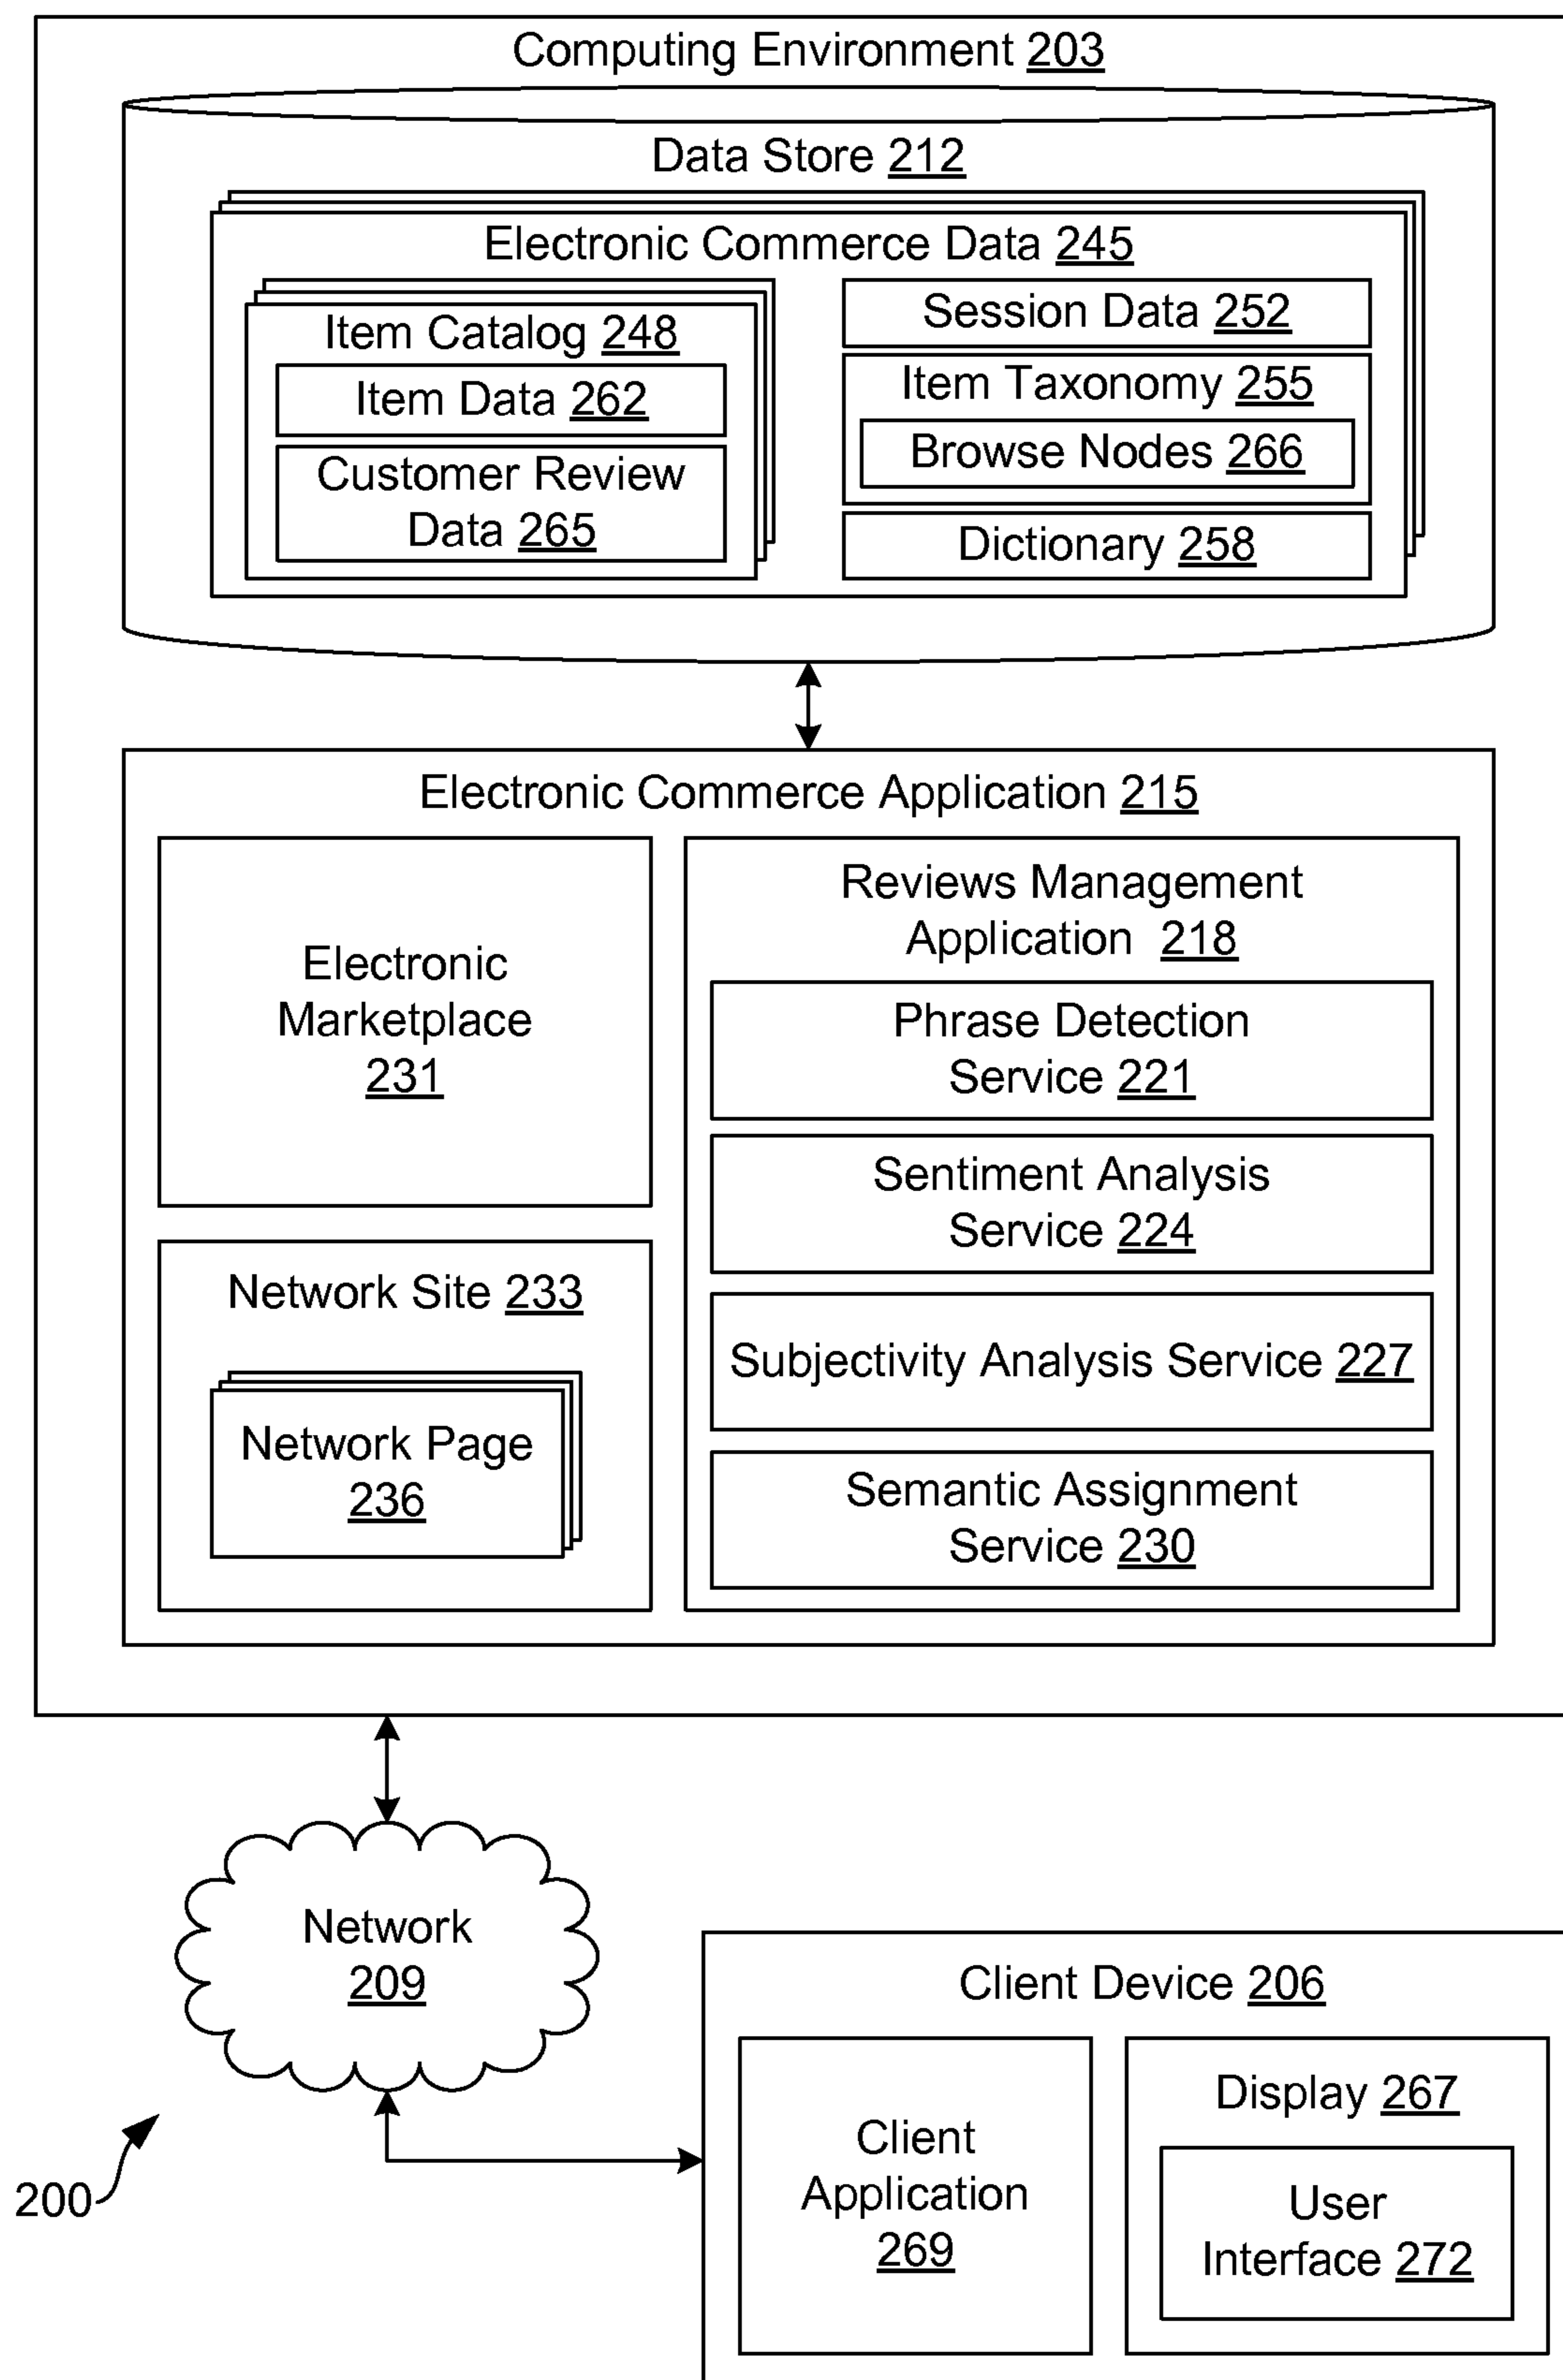 Computing Environment 203
Data Store 212
Electronic Commerce Data 245
Item Catalog 248
Item Data 262
Customer Review
Data 265
Session Data 252
Item Taxonomy 255
Browse Nodes 266
Dictionary 258
Electronic Commerce Application 215
Electronic
Marketplace
231
Network Site 233
Network Page
236
Reviews Management
Application 218
Phrase Detection
Service 221
Sentiment Analysis
Service 224
Subjectivity Analysis Service 227
Semantic Assignment
Service 230
Network
209
200
Client Device 206
Client
Application
269
Display 267
User
Interface 272